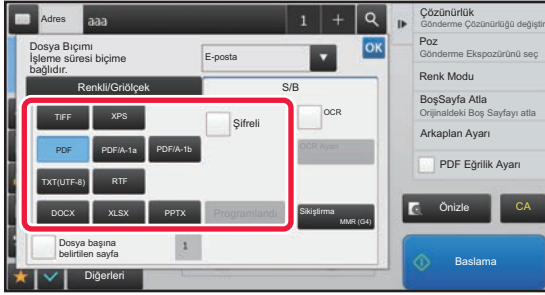 Adres
aaa
1
Dosya Bıçımı
İşleme süresi biçime
bağlıdır.
E-posta
OK
Renkli/Griölçek
S/B
TIFF
XPS
Şifreli
OCR
PDF
PDF/A-1a
PDF/A-1b
OCR Ayarı
TXT(UTF-8)
RTF
DOCX
XLSX
PPTX
Programlandı
Sikiştirma
MMR (G4)
Dosya başına
belirtilen sayfa
1
Diğerleri
Çözünürlük
Gönderme Çözünürlüğü değiştir
Poz
Gönderme Ekspozürünü seç
Renk Modu
BoşSayfa Atla
Orijinaldeki Boş Sayfayı atla
Arkaplan Ayarı
PDF Eğrilik Ayarı
Önizle
CA
Baslama